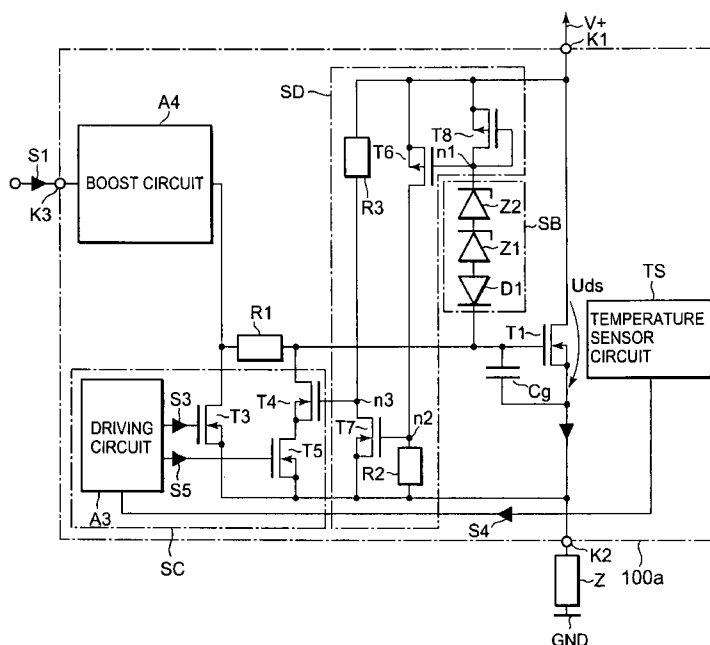 V+
K1
SD
A4
T8
T6
n1
S1
BOOST CIRCUIT
K3
R3
Z2
SB
Z1
D1
Uds
TS
R1
T1
TEMPERATURE
SENSOR
CIRCUIT
Cg
S3
T3
T4
n3
n2
DRIVING
CIRCUIT
T7
T5
R2
S5
A3
S4
K2
SC
Z
100a
GND